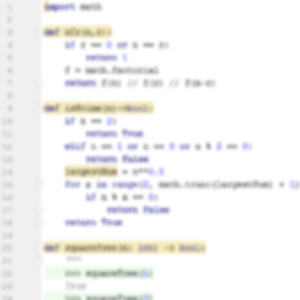 import math
def nCr(n,r):
if r == 0 or n == r:
return 1
f = math.factorial
return f(n) // f(r) // f(n-r)
def isPrime(n)->bool:
if n == 2:
return True
elif n == 1 or n == 0 or n % 2 == 0:
return False
largestNum = n**0.5
for x in range(2, math.trunc(largestNum) + 1):
if n % x == 0:
return False
return True
def squarefree(n: int) -> bool:
"""
>>> squarefree(1)
True
>>> squarefree(7)